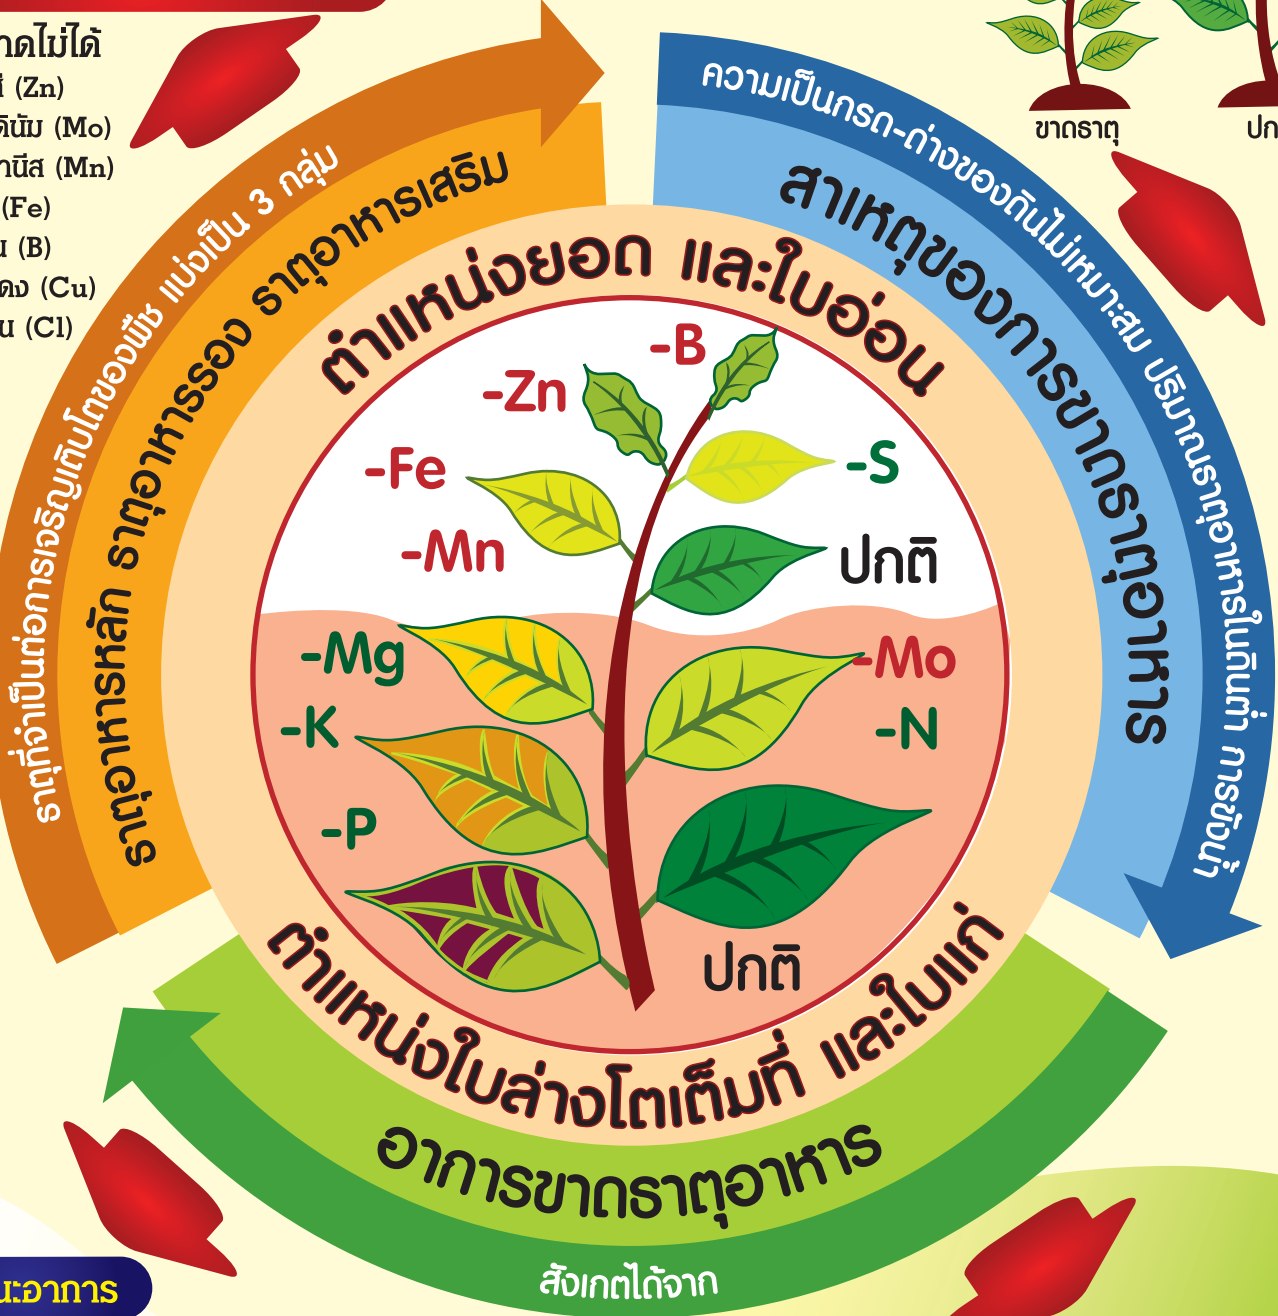 าดไม่ได้
(Zn)
ดินัม (Mo)
านีส (Mn)
(Fe)
น (B)
ดง (Cu)
น (Cl)
ขาดธาตุ
ปก
ธาตุที่จำเป็นต่อการเจริญเติบโตของพืช แบ่งเป็น 3 กลุ่ม
ธาตุอาหารหลัก ธาตุอาหารรอง ธาตุอาหารเสริม
ความเป็นกรด-ด่างของดินไม่เหมาะสม ปริมาณธาตุอาหารในดินต่ำ การขังน้ำ
สาเหตุของการขาดธาตุอาหาร
ตำแหน่งยอด และใบอ่อน
-B
-Zn
-Fe
-S
-Mn
ปกติ
-Mg
-Mo
-K
-N
-P
ปกติ
ตำแหน่งใบล่างโตเต็มที่ และใบแก่
อาการขาดธาตุอาหาร
สังเกตได้จาก
นะอาการ